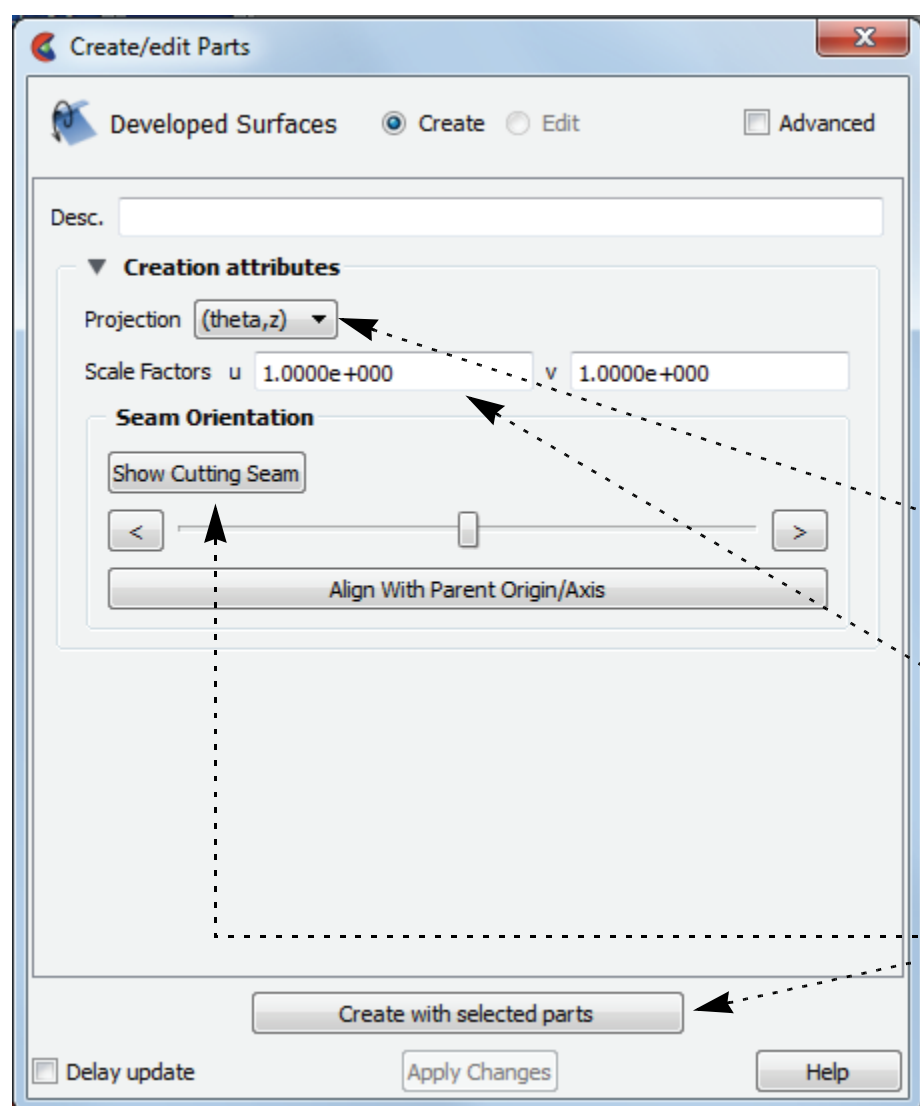 Create/edit Parts
Developed Surfaces Create Edit Advanced
Desc.
Creation attributes
Projection (theta,z)
Scale Factors u 1.0000e+000 v 1.0000e+000
Seam Orientation
Show Cutting Seam
< >
Align With Parent Origin/Axis
Create with selected parts
Delay update Apply Changes Help